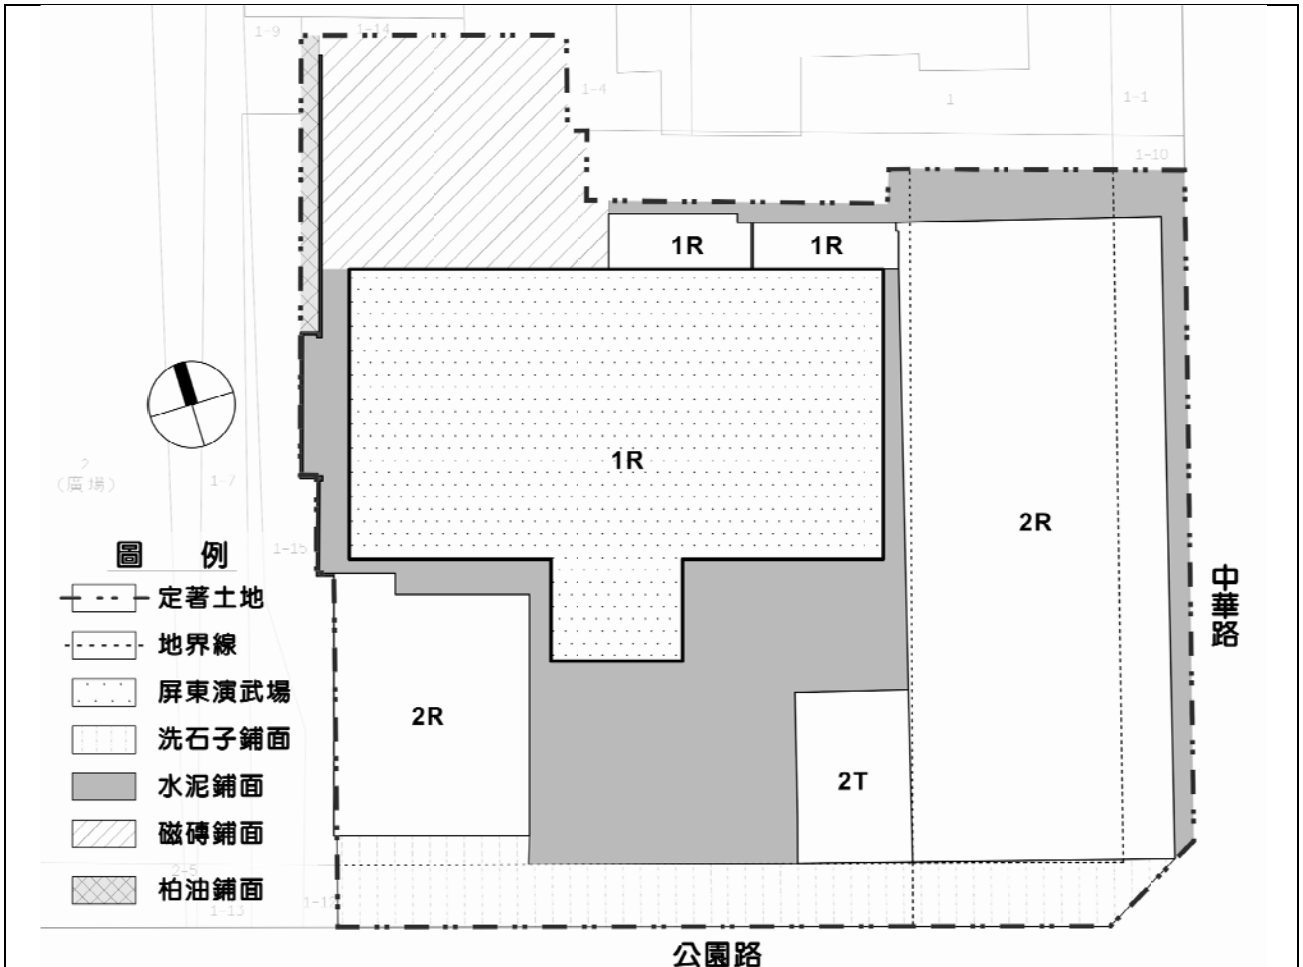 1-9
1-14
1-4
1
1-1
1-10
1R
1R
1R
2
(廣場)
1-7
2R
1-15
圖 例
定著土地
中華路
地界線
屏東演武場
2R
洗石子鋪面
2T
水泥鋪面
磁磚鋪面
2-5
柏油鋪面
1-13
1-12
公園路